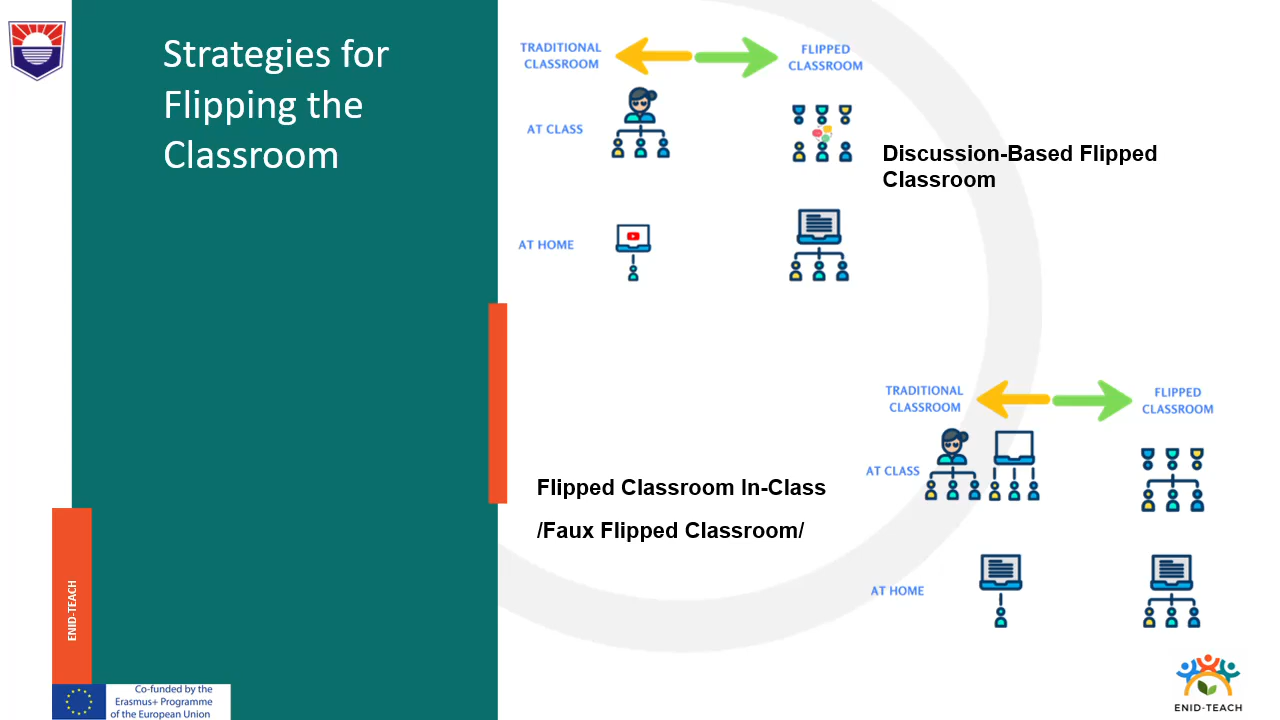 Strategies for
Flipping the
Classroom
TRADITIONAL
CLASSROOM
FLIPPED
CLASSROOM
AT CLASS
AT HOME
Discussion-Based Flipped
Classroom
TRADITIONAL
CLASSROOM
FLIPPED
CLASSROOM
AT CLASS
AT HOME
Flipped Classroom In-Class
/Faux Flipped Classroom/
ENID-TEACH
Co-funded by the
Erasmus+ Programme
of the European Union
ENID-TEACH